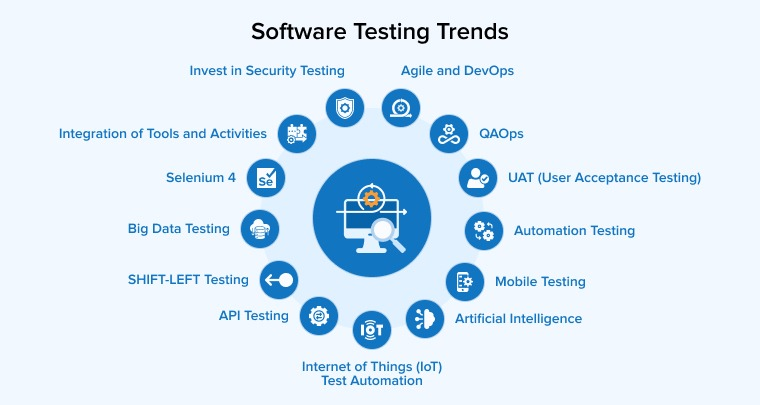 Software Testing Trends
Invest in Security Testing
Agile and DevOps
Integration of Tools and Activities
QAOps
Selenium 4
Se
UAT (User Acceptance Testing)
Big Data Testing
Automation Testing
SHIFT-LEFT Testing
Mobile Testing
API Testing
Artificial Intelligence
IOT
Internet of Things (IoT)
Test Automation